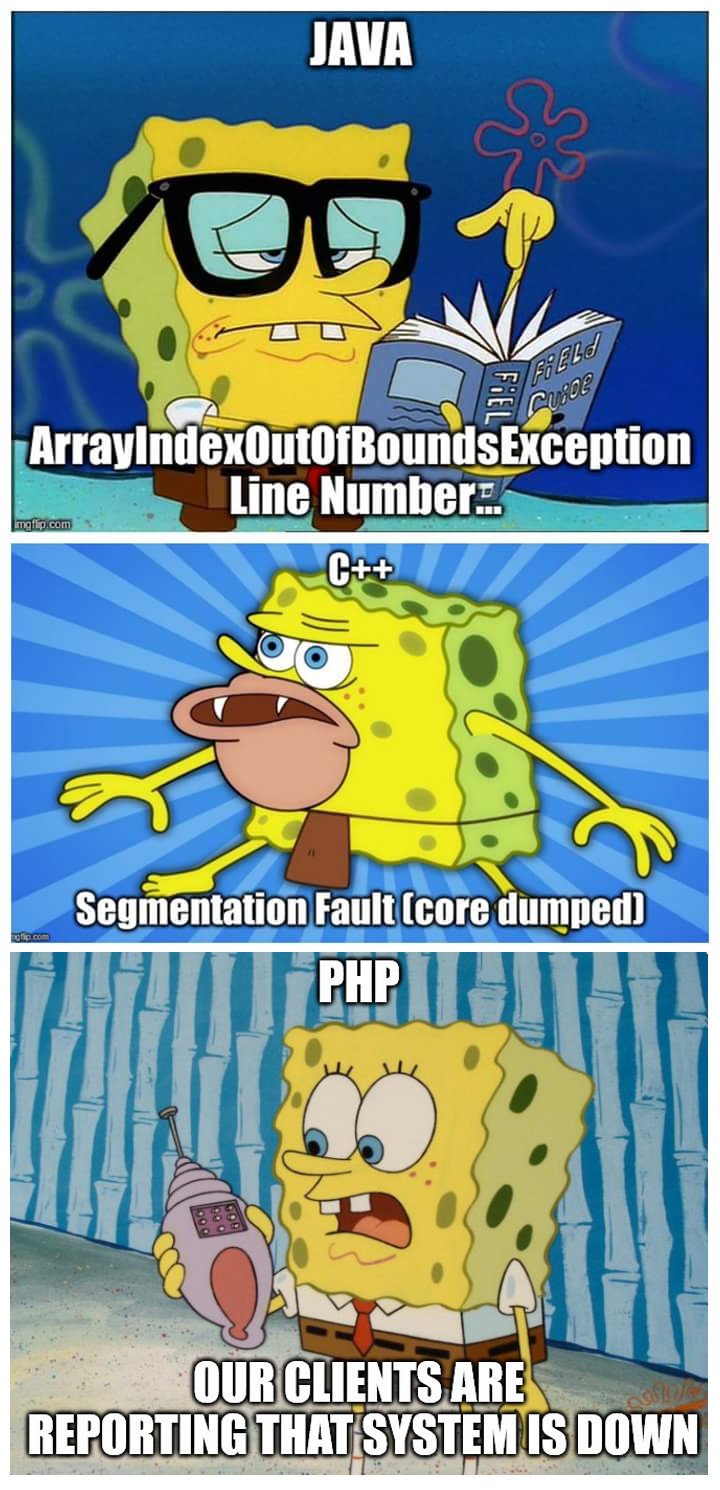 JAVA
FiELd
GuiDE
FiEL
ArrayIndexOutOfBoundsException
Line Number...
imgflip.com
C++
Segmentation Fault (core dumped)
imgflip.com
PHP
OUR CLIENTS ARE
REPORTING THAT SYSTEM IS DOWN